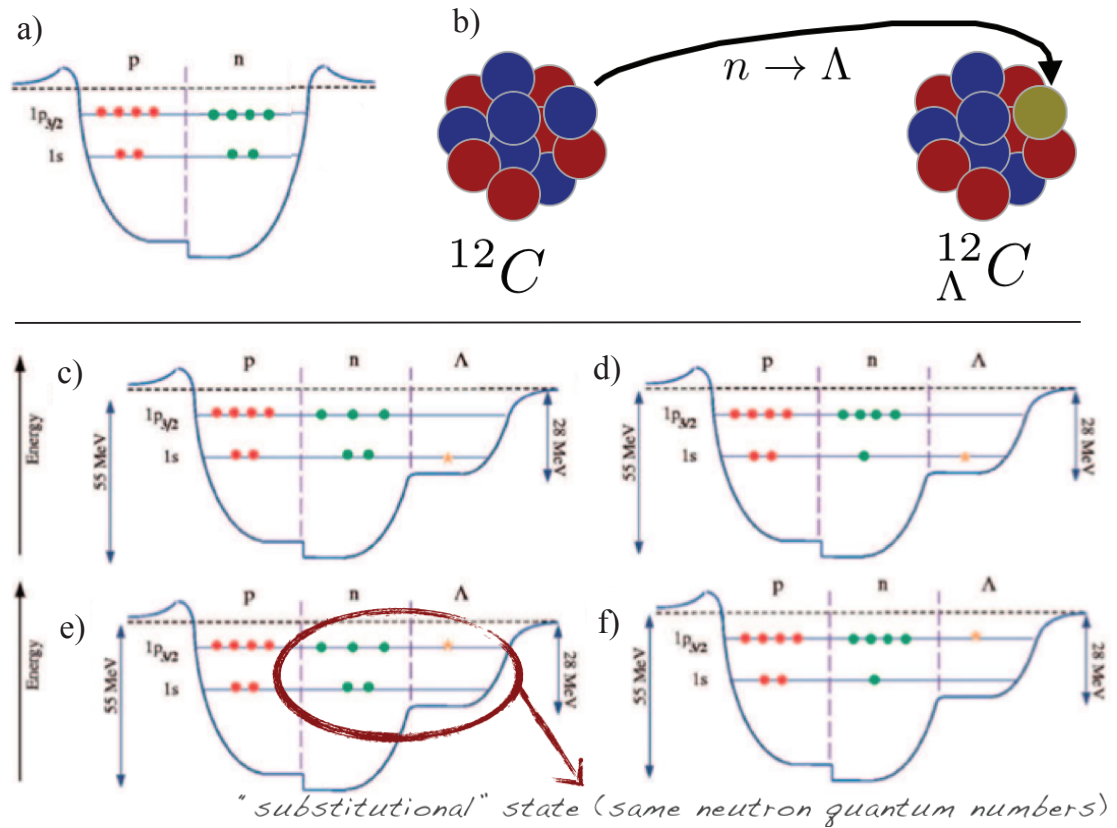 a)
p n
1p3/2
1s
b)
n → Λ
12C
12ΛC
c)
p n Λ
1p3/2
1s
Energy
55 MeV
28 MeV
d)
p n Λ
1p3/2
1s
55 MeV
28 MeV
e)
p n Λ
1p3/2
1s
Energy
55 MeV
28 MeV
f)
p n Λ
1p3/2
1s
55 MeV
28 MeV
"substitutional" state (same neutron quantum numbers)